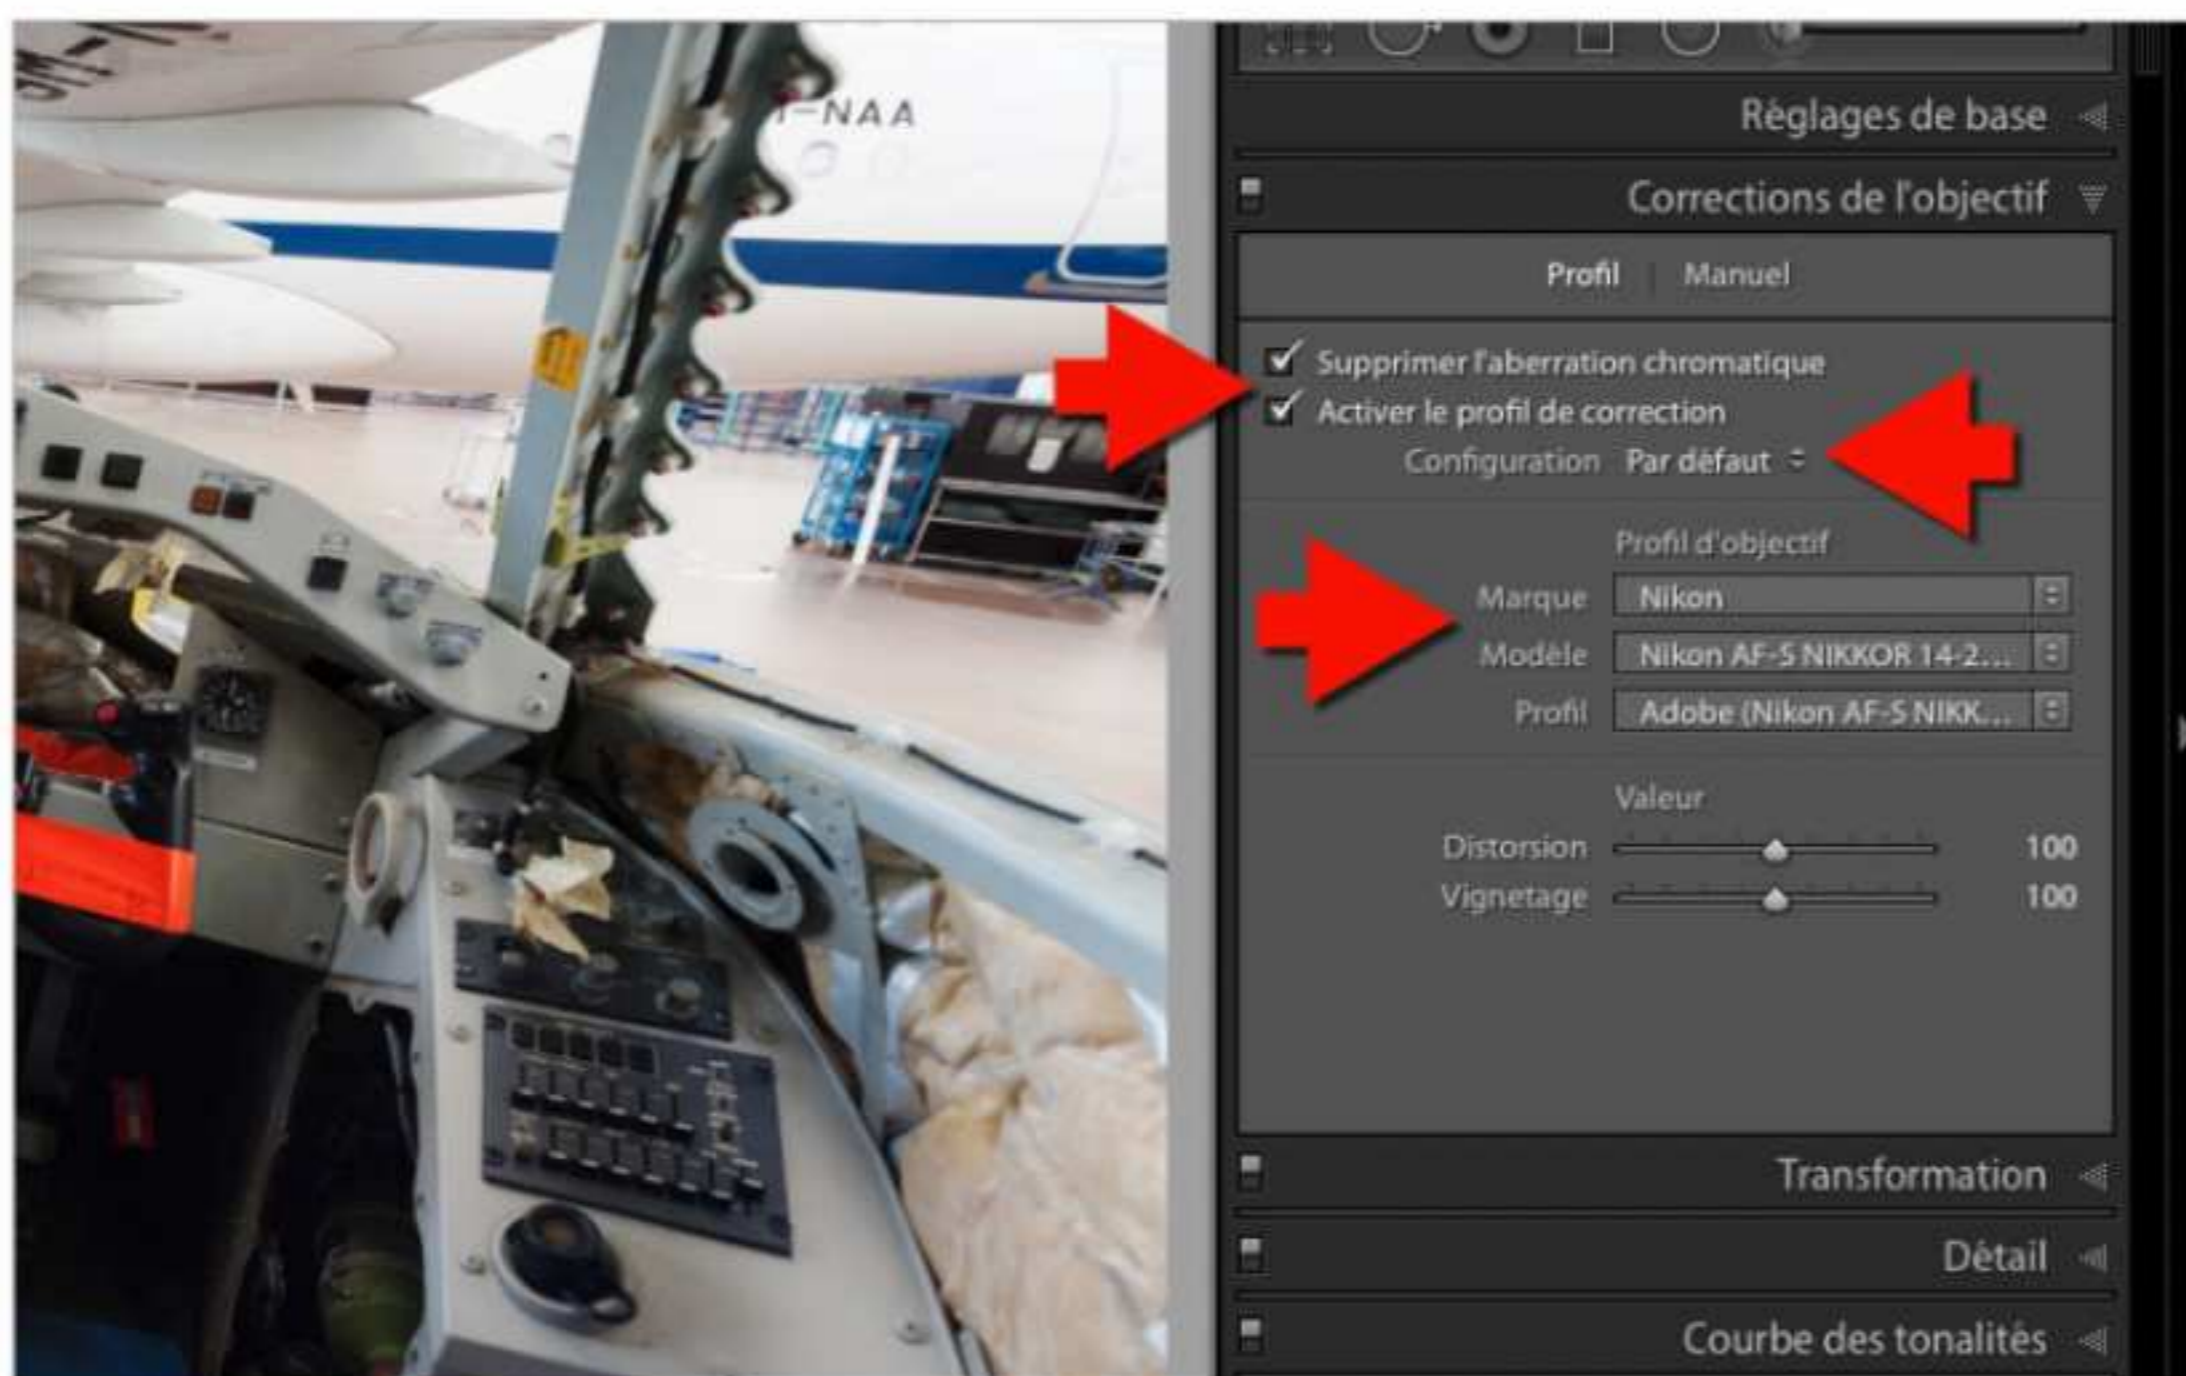 -NAA
Réglages de base
Corrections de l'objectif
Profil | Manuel
Supprimer l'aberration chromatique
Activer le profil de correction
Configuration Par défaut
Profil d'objectif
Marque Nikon
Modèle Nikon AF-S NIKKOR 14-2...
Profil Adobe (Nikon AF-S NIKK...
Valeur
Distorsion 100
Vignetage 100
Transformation
Détail
Courbe des tonalités